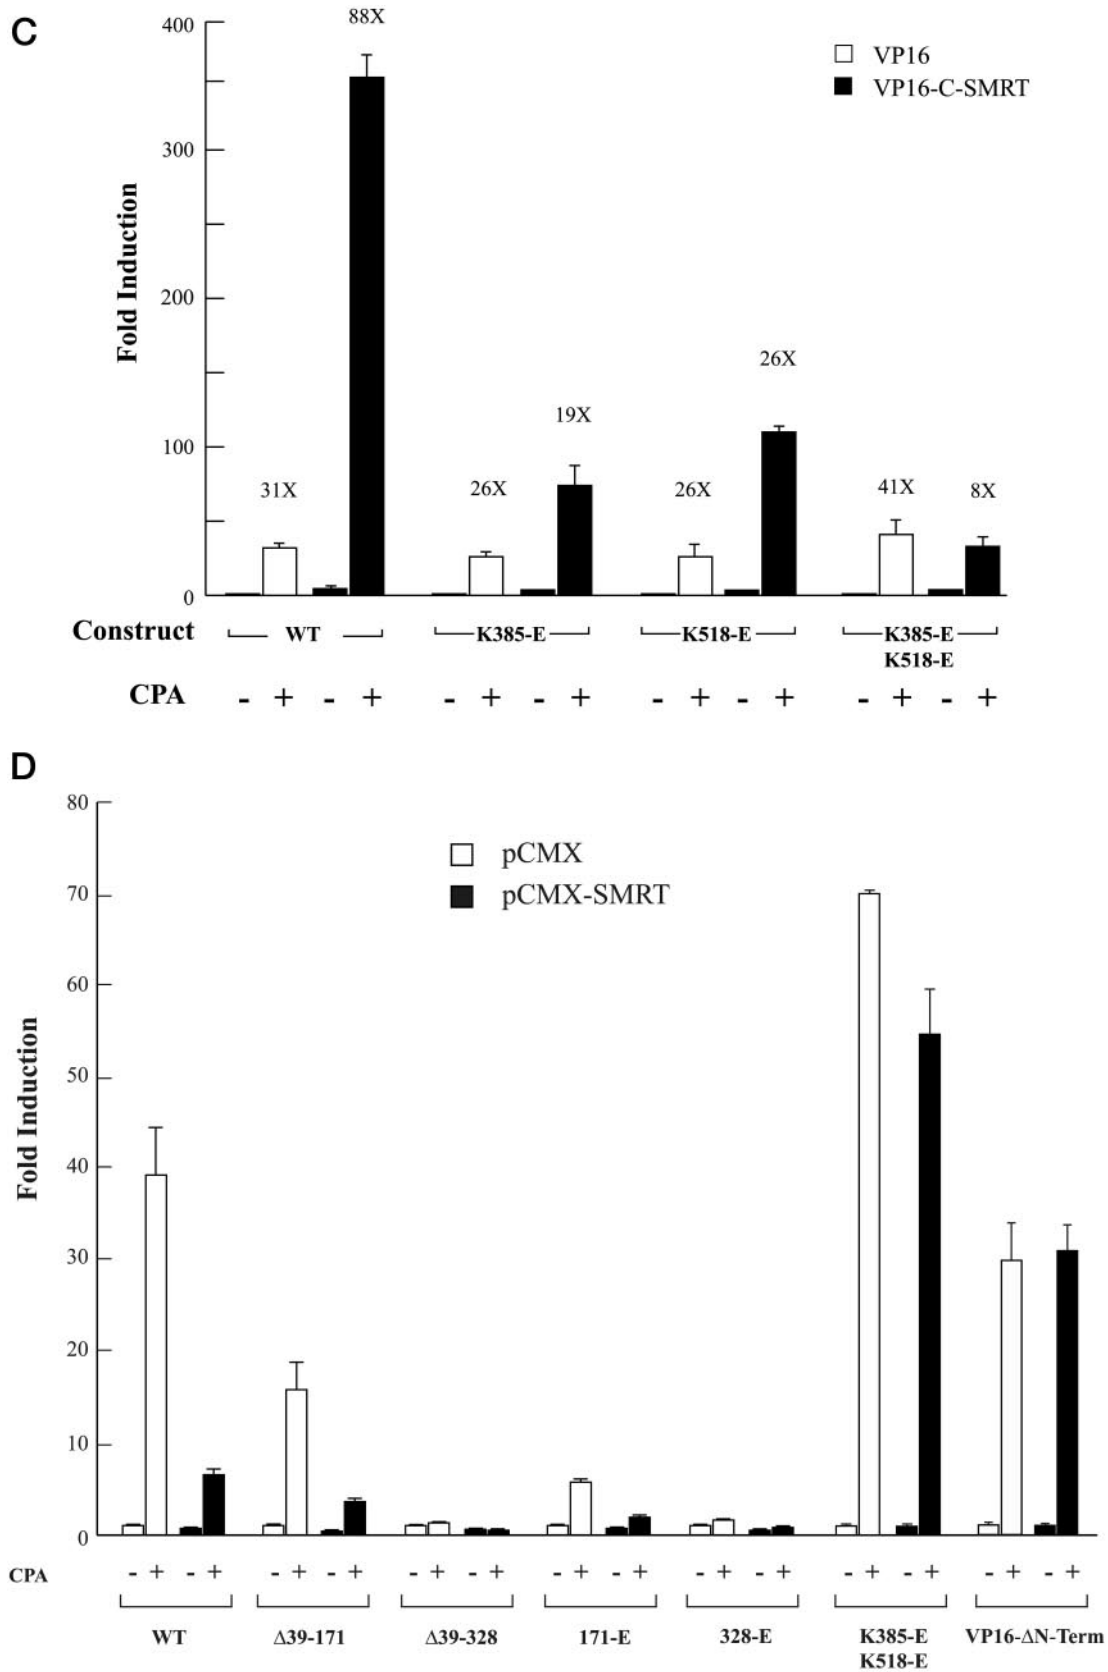 C
88X
400
VP16
VP16-C-SMRT
300
Fold Induction
200
26X
19X
100
31X
26X
26X
41X
8X
0
Construct
WT
K385-E
K518-E
K385-E
K518-E
CPA
- + - + - + - + - + - + - + - +
D
80
pCMX
pCMX-SMRT
70
60
50
Fold Induction
40
30
20
10
0
CPA
- + - + - + - + - + - + - + - + - + - + - + - + - + - +
WT
Δ39-171
Δ39-328
171-E
328-E
K385-E
K518-E
VP16-ΔN-Term